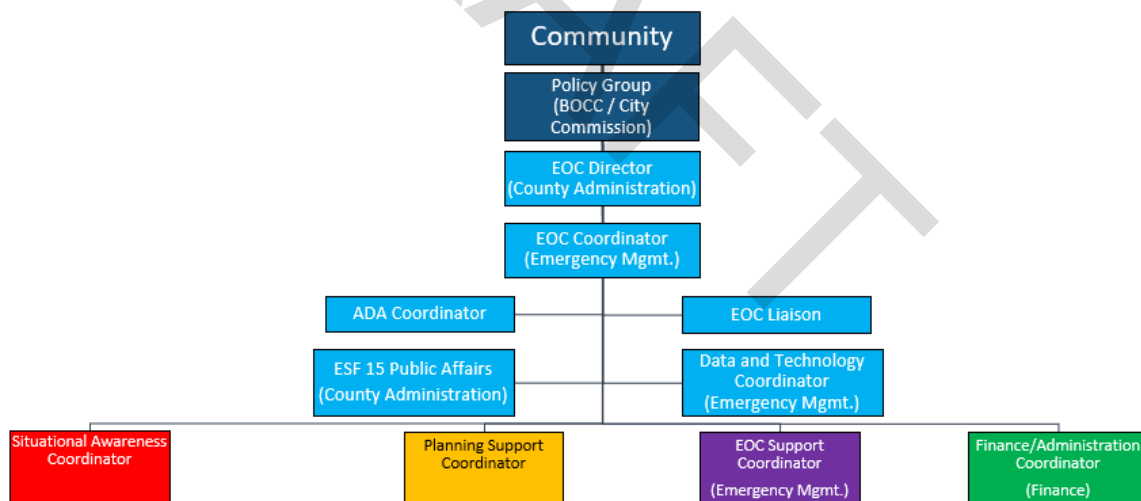 Community
Policy Group
(BOCC / City
Commission)
EOC Director
(County Administration)
EOC Coordinator
(Emergency Mgmt.)
ADA Coordinator
EOC Liaison
ESF 15 Public Affairs
(County Administration)
Data and Technology
Coordinator
(Emergency Mgmt.)
Situational Awareness
Coordinator
Planning Support
Coordinator
EOC Support
Coordinator
(Emergency Mgmt.)
Finance/Administration
Coordinator
(Finance)